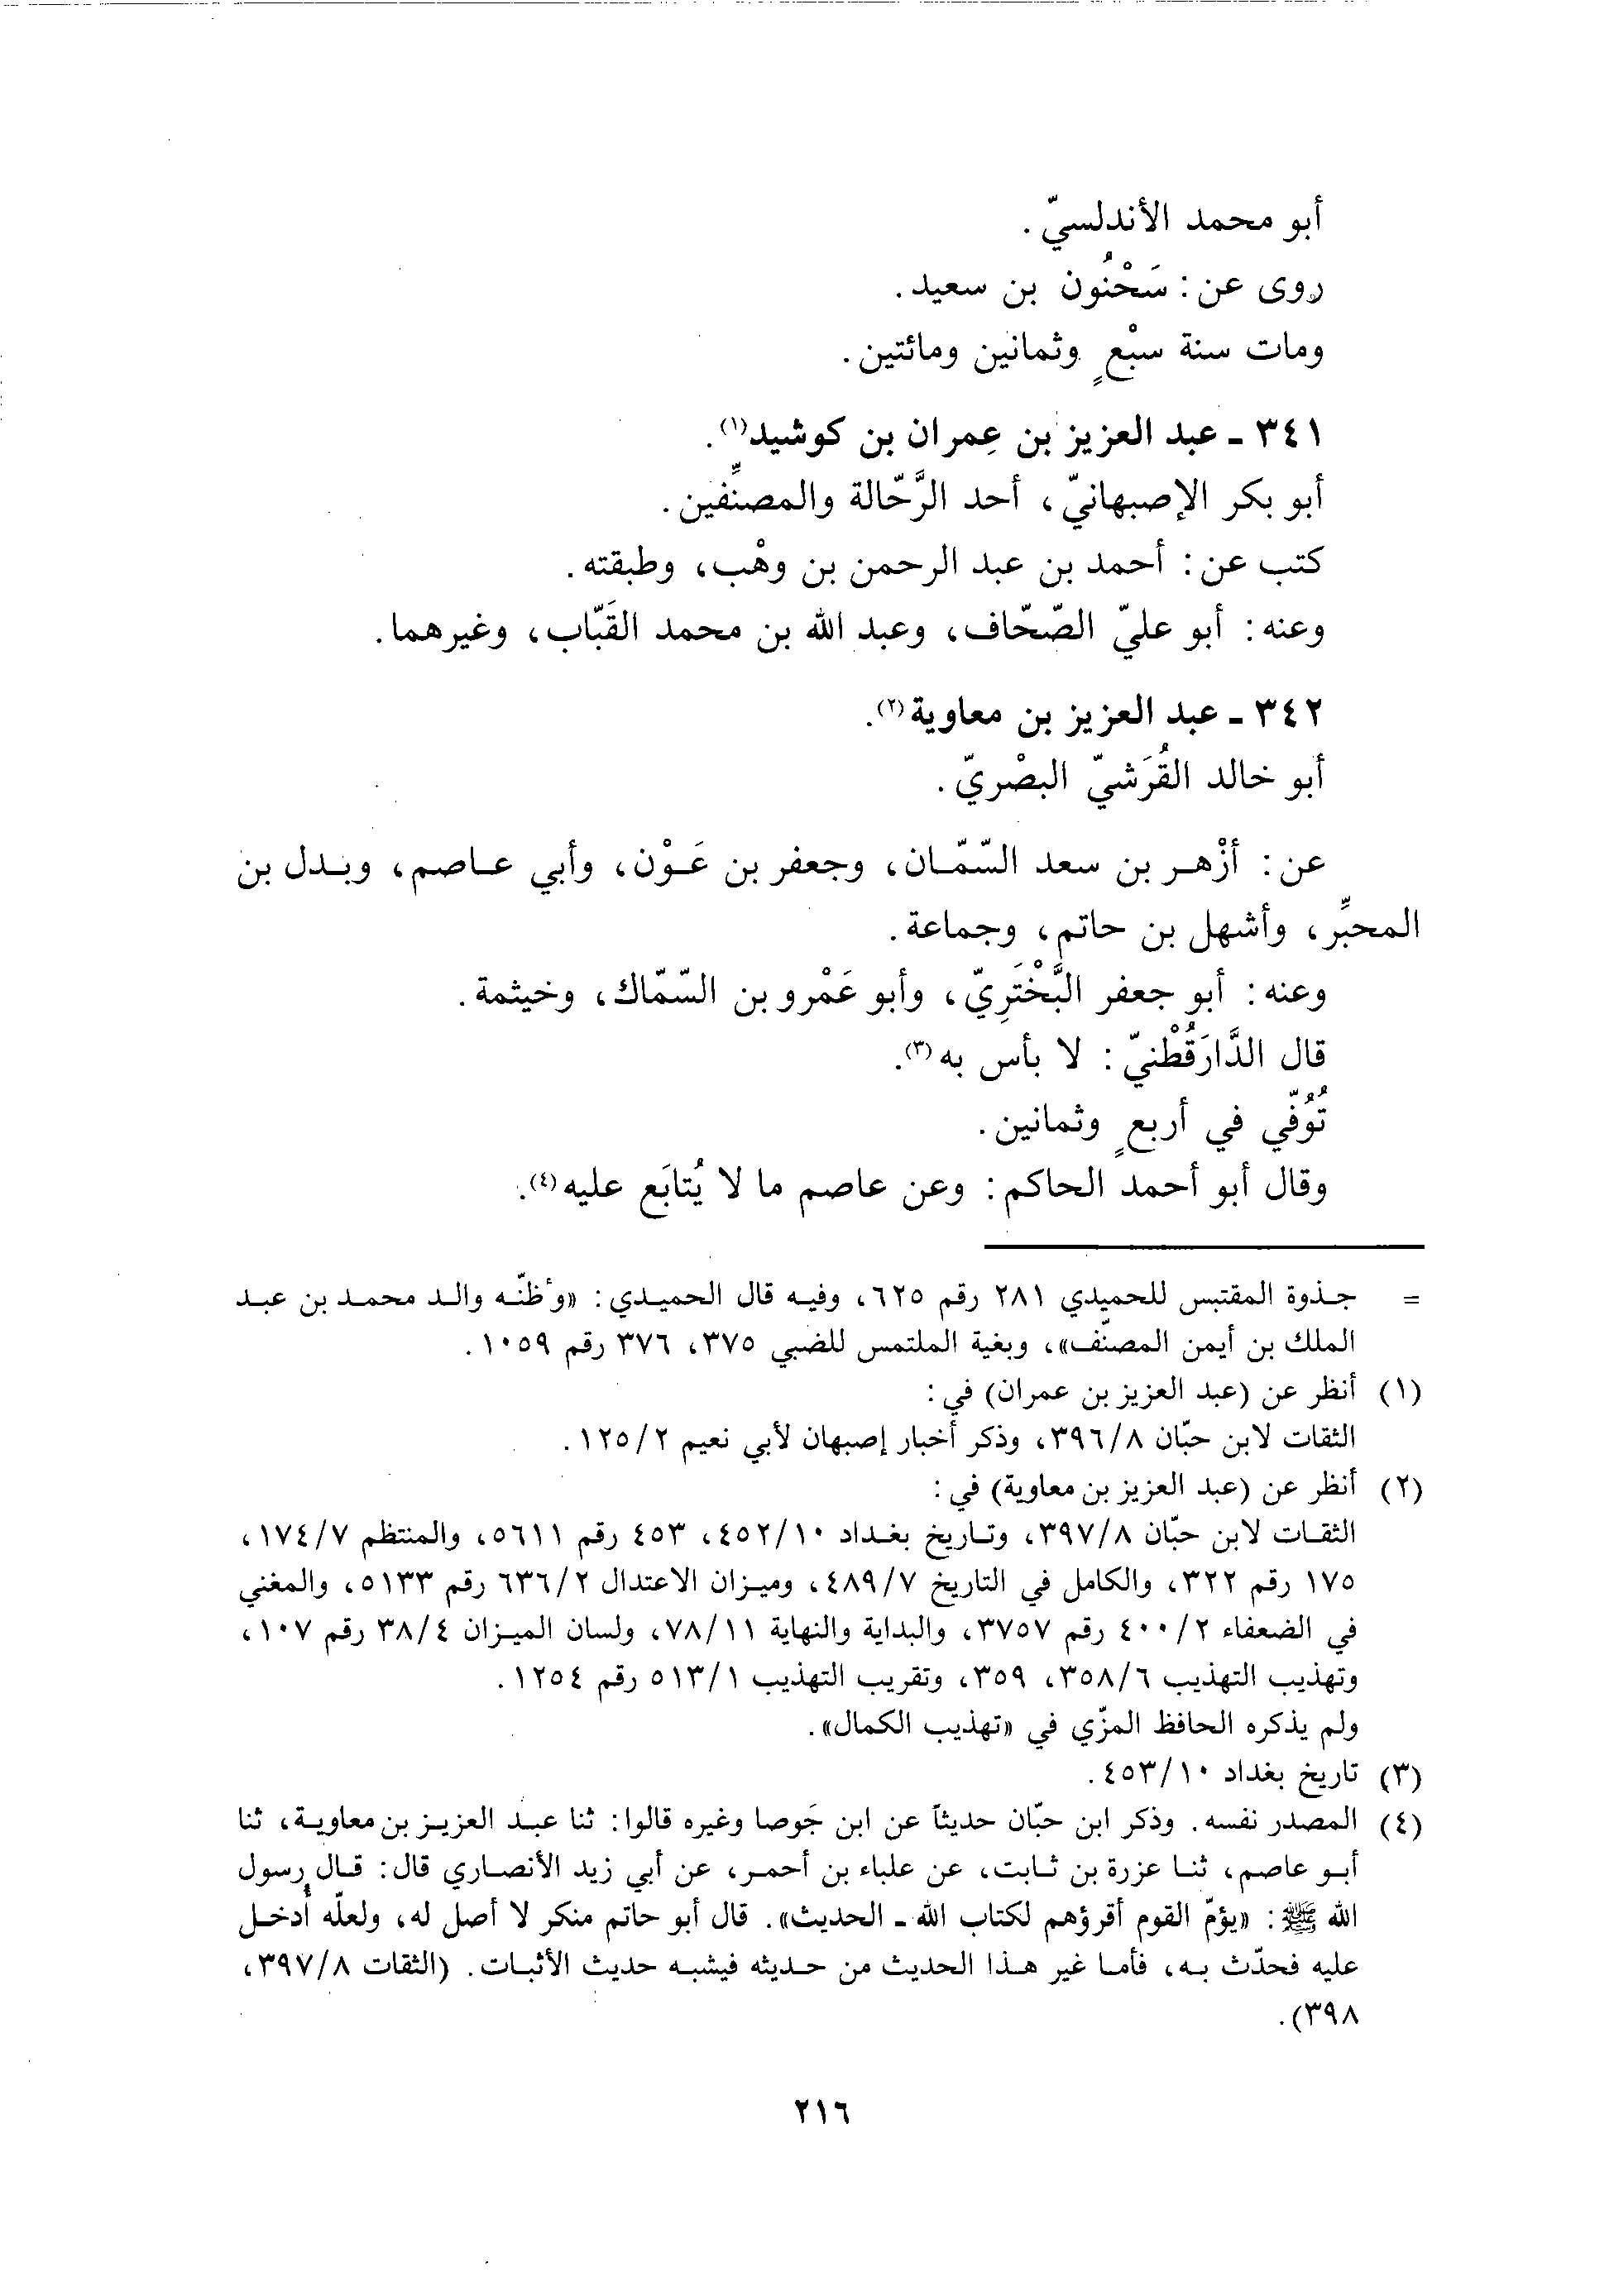 أبو محمد الأندلسيّ.
روى عن: سَحْنُون بن سعيد.
ومات سنة سبْعٍ وثمانين ومائتين.
٣٤١ ـ عبد العزيز بن عِمران بن كوشيد(١).
أبو بكر الإصبهانيّ، أحد الرَّحّالة والمصنِّفين.
كتب عن: أحمد بن عبد الرحمن بن وهْب، وطبقته.
وعنه: أبو عليّ الصّحّاف، وعبد الله بن محمد القَبّاب، وغيرهما.
٣٤٢ ـ عبد العزيز بن معاوية(٢).
أبو خالد القُرَشيّ البصْريّ.
عن: أزْهر بن سعد السّمّان، وجعفر بن عَوْن، وأبي عاصم، وبدل بن
المحبِّر، وأشهل بن حاتم، وجماعة.
وعنه: أبو جعفر البَّخْتَرِيّ، وأبو عَمْرو بن السّمّاك، وخيثمة.
قال الدَّارَقُطْنيّ: لا بأس به(٣).
تُوُفّي في أربعٍ وثمانين.
وقال أبو أحمد الحاكم: وعن عاصم ما لا يُتابَع عليه(٤).
= جذوة المقتبس للحميدي ٢٨١ رقم ٦٢٥، وفيه قال الحميدي: «وأظنّه والد محمد بن عبد
الملك بن أيمن المصنّف»، وبغية الملتمس للضبي ٣٧٥، ٣٧٦ رقم ١٠٥٩.
(١) أنظر عن (عبد العزيز بن عمران) في:
الثقات لابن حبّان ٣٩٦/٨، وذكر أخبار إصبهان لأبي نعيم ١٢٥/٢.
(٢) أنظر عن (عبد العزيز بن معاوية) في:
الثقات لابن حبّان ٣٩٧/٨، وتاريخ بغداد ٤٥٢/١٠، ٤٥٣ رقم ٥٦١١، والمنتظم ١٧٤/٧،
١٧٥ رقم ٣٢٢، والكامل في التاريخ ٤٨٩/٧، وميزان الاعتدال ٦٣٦/٢ رقم ٥١٣٣، والمغني
في الضعفاء ٤٠٠/٢ رقم ٣٧٥٧، والبداية والنهاية ٧٨/١١، ولسان الميزان ٣٨/٤ رقم ١٠٧،
وتهذيب التهذيب ٣٥٨/٦، ٣٥٩، وتقريب التهذيب ٥١٣/١ رقم ١٢٥٤.
ولم يذكره الحافظ المزّي في «تهذيب الكمال».
(٣) تاريخ بغداد ٤٥٣/١٠.
(٤) المصدر نفسه. وذكر ابن حبّان حديثاً عن ابن جَوصا وغيره قالوا: ثنا عبد العزيز بن معاوية، ثنا
أبو عاصم، ثنا عزرة بن ثابت، عن علباء بن أحمر، عن أبي زيد الأنصاري قال: قال رسول
الله ﷺ: «يؤمّ القوم أقرؤهم لكتاب الله ـ الحديث». قال أبو حاتم منكر لا أصل له، ولعلّه أُدخل
عليه فحدّث به، فأما غير هذا الحديث من حديثه فيشبه حديث الأثبات. (الثقات ٣٩٧/٨،
٣٩٨).
٢١٦